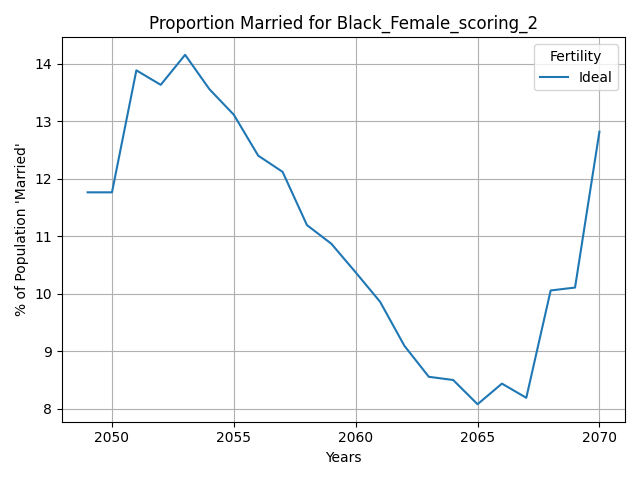 Proportion Married for Black_Female_scoring_2
Fertility
Ideal
% of Population 'Married'
14
13
12
11
10
9
8
2050
2055
2060
2065
2070
Years